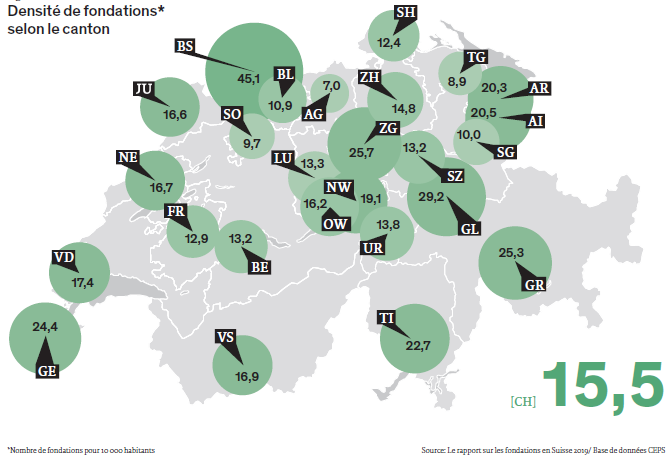 Densité de fondations*
selon le canton
SH
12,4
BS
45,1
TG
8,9
BL
10,9
ZH
14,8
JU
16,6
7,0
AG
20,3
AR
SO
9,7
20,5
AI
ZG
25,7
10,0
SG
NE
16,7
LU
13,3
13,2
SZ
NW
19,1
16,2
OW
29,2
GL
FR
12,9
13,2
BE
13,8
UR
VD
17,4
25,3
GR
24,4
GE
TI
22,7
VS
16,9
[CH] 15,5
*Nombre de fondations pour 10 000 habitants
Source: Le rapport sur les fondations en Suisse 2019/ Base de données CEPS